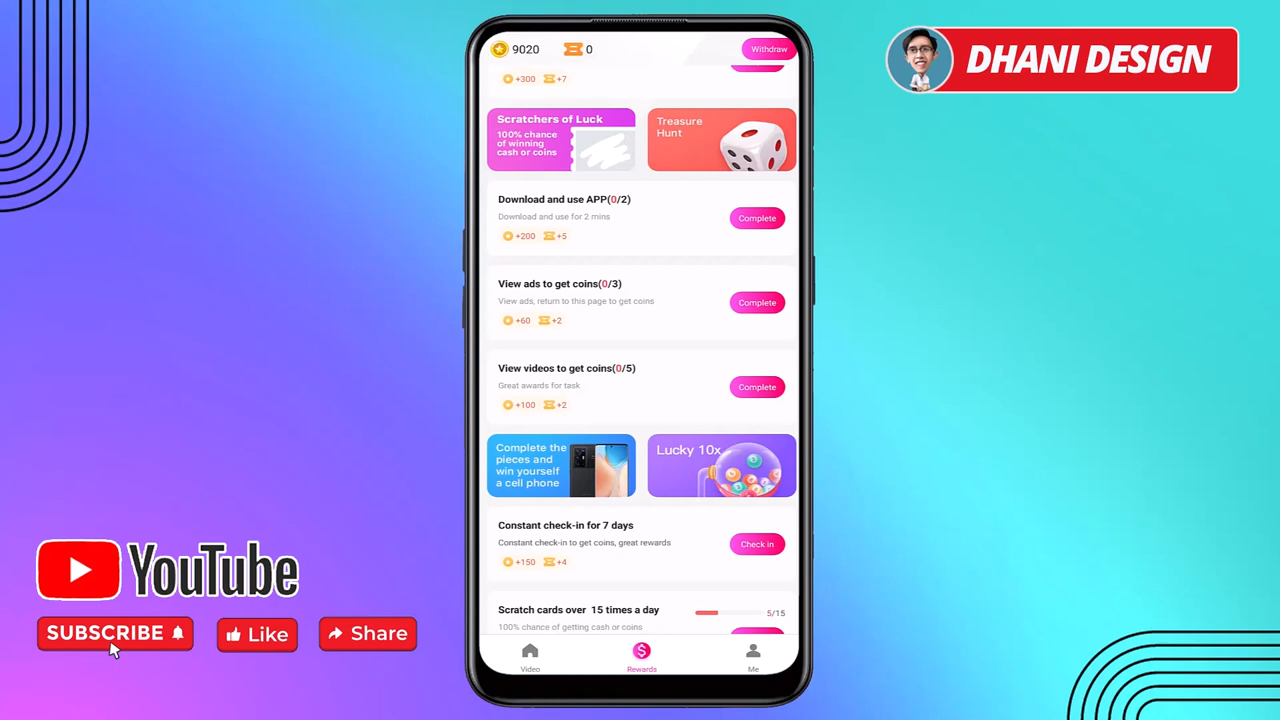 9020
0
Withdraw
DHANI DESIGN
+300 +7
Scratchers of Luck
100% chance
of winning
cash or coins
Treasure
Hunt
Download and use APP(0/2)
Download and use for 2 mins
+200 +5
Complete
View ads to get coins(0/3)
View ads, return to this page to get coins
+60 +2
Complete
View videos to get coins(0/5)
Great awards for task
+100 +2
Complete
Complete the
pieces and
win yourself
a cell phone
Lucky 10x
Constant check-in for 7 days
Constant check-in to get coins, great rewards
+150 +4
Check in
Scratch cards over 15 times a day
5/15
100% chance of getting cash or coins
Video
Rewards
Me
YouTube
SUBSCRIBE
Like
Share